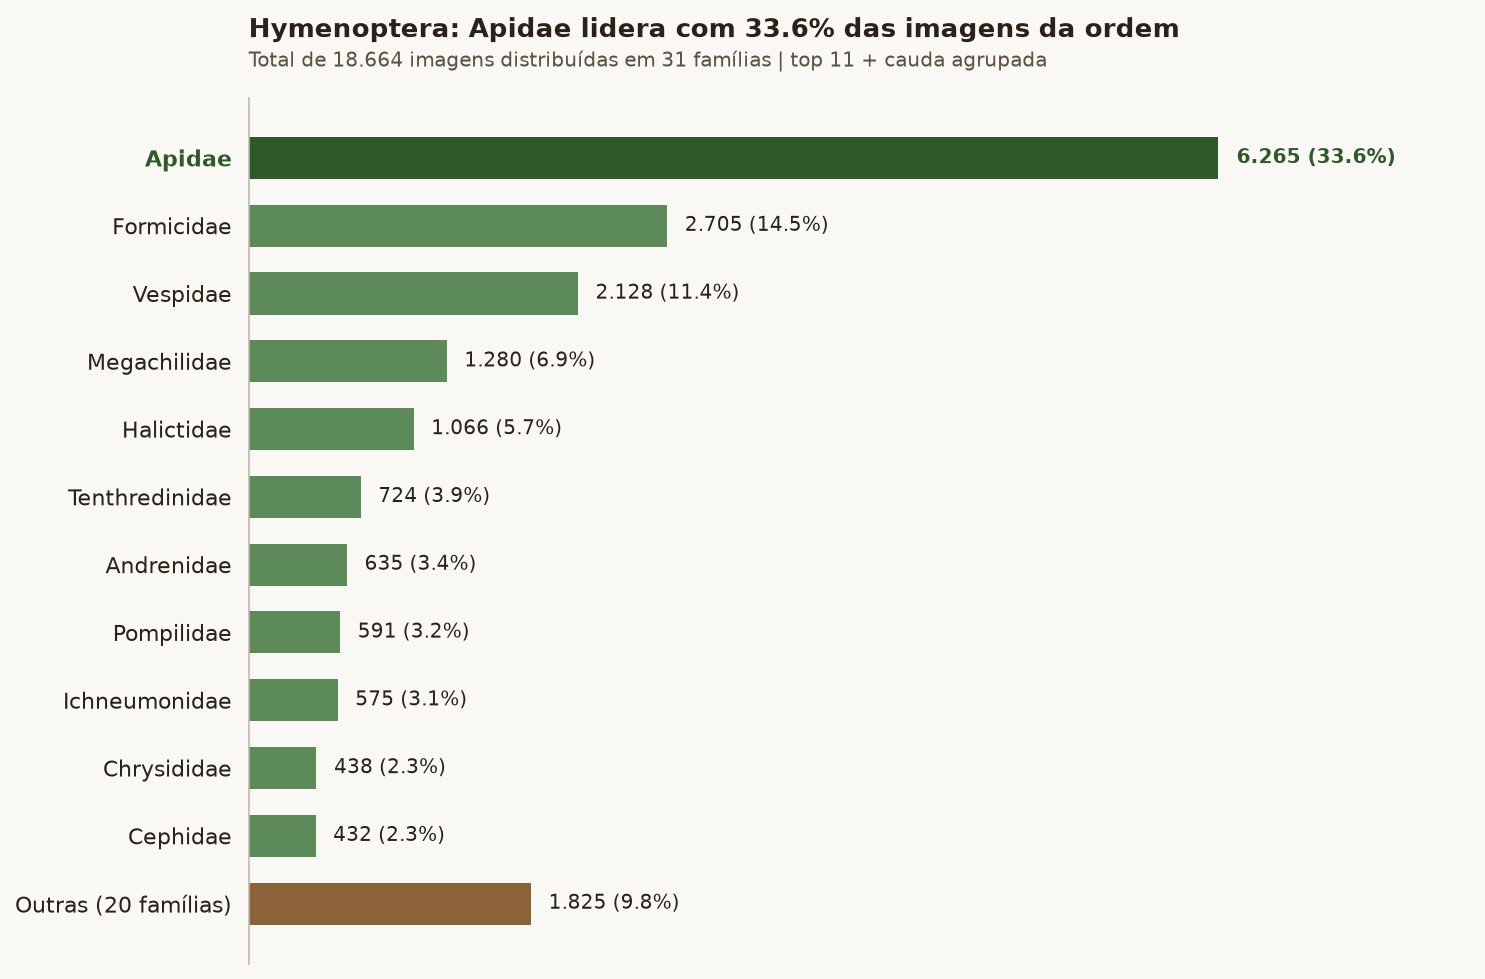 Hymenoptera: Apidae lidera com 33.6% das imagens da ordem
Total de 18.664 imagens distribuídas em 31 famílias | top 11 + cauda agrupada
Apidae 6.265 (33.6%)
Formicidae 2.705 (14.5%)
Vespidae 2.128 (11.4%)
Megachilidae 1.280 (6.9%)
Halictidae 1.066 (5.7%)
Tenthredinidae 724 (3.9%)
Andrenidae 635 (3.4%)
Pompilidae 591 (3.2%)
Ichneumonidae 575 (3.1%)
Chrysididae 438 (2.3%)
Cephidae 432 (2.3%)
Outras (20 famílias) 1.825 (9.8%)